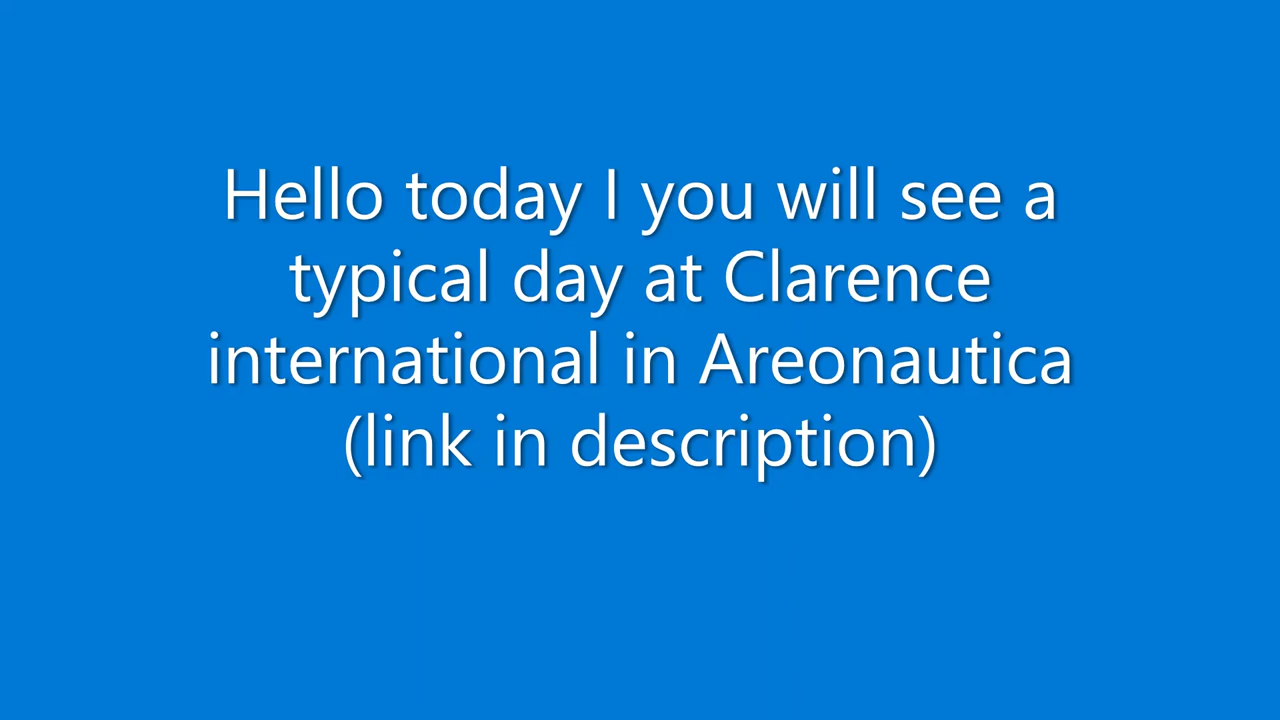 Hello today I you will see a
typical day at Clarence
international in Areonautica
(link in description)